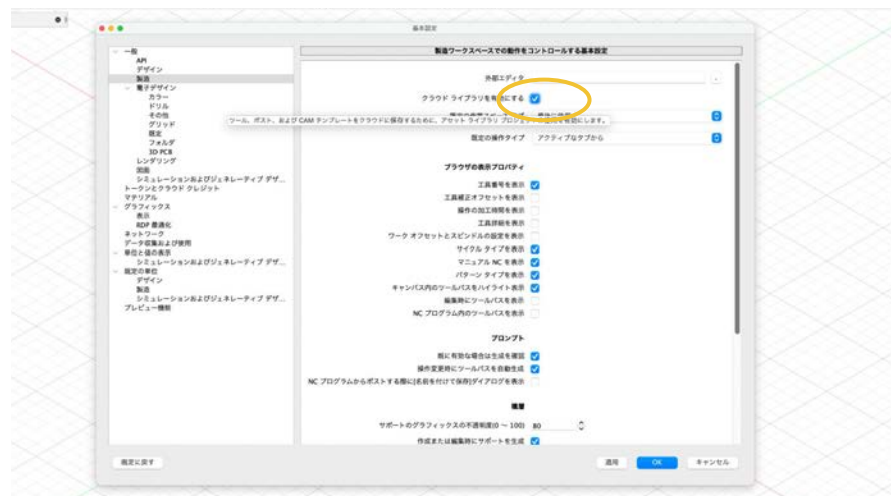 基本設定
一般
API
デザイン
製造
電子デザイン
カラー
ドリル
その他
グリッド
既定
フォルダ
3D PCB
レンダリング
図面
シミュレーションおよびジェネレーティブ デザ...
トークンとクラウド クレジット
マテリアル
グラフィックス
表示
RDP 最適化
ネットワーク
データ収集および使用
単位と値の表示
シミュレーションおよびジェネレーティブ デザ...
既定の単位
デザイン
製造
シミュレーションおよびジェネレーティブ デザ...
プレビュー機能
製造ワークスペースでの動作をコントロールする基本設定
外部エディタ
クラウド ライブラリを有効にする
ツール、ポスト、および CAM テンプレートをクラウドに保存するために、アセット ライブラリ プロジェ
を有効にします。
既定の操作タイプ アクティブなタブから
ブラウザの表示プロパティ
工具番号を表示
工具補正オフセットを表示
操作の加工時間を表示
工具詳細を表示
ワーク オフセットとスピンドルの設定を表示
サイクル タイプを表示
マニュアル NC を表示
パターン タイプを表示
キャンバス内のツールパスをハイライト表示
編集時にツールパスを表示
NC プログラム内のツールパスを表示
プロンプト
既に有効な場合は生成を確認
操作変更時にツールパスを自動生成
NC プログラムからポストする際に[名前を付けて保存]ダイアログを表示
積層
サポートのグラフィックスの不透明度(0 ～ 100) 80
作成または編集時にサポートを生成
既定に戻す
適用
OK
キャンセル